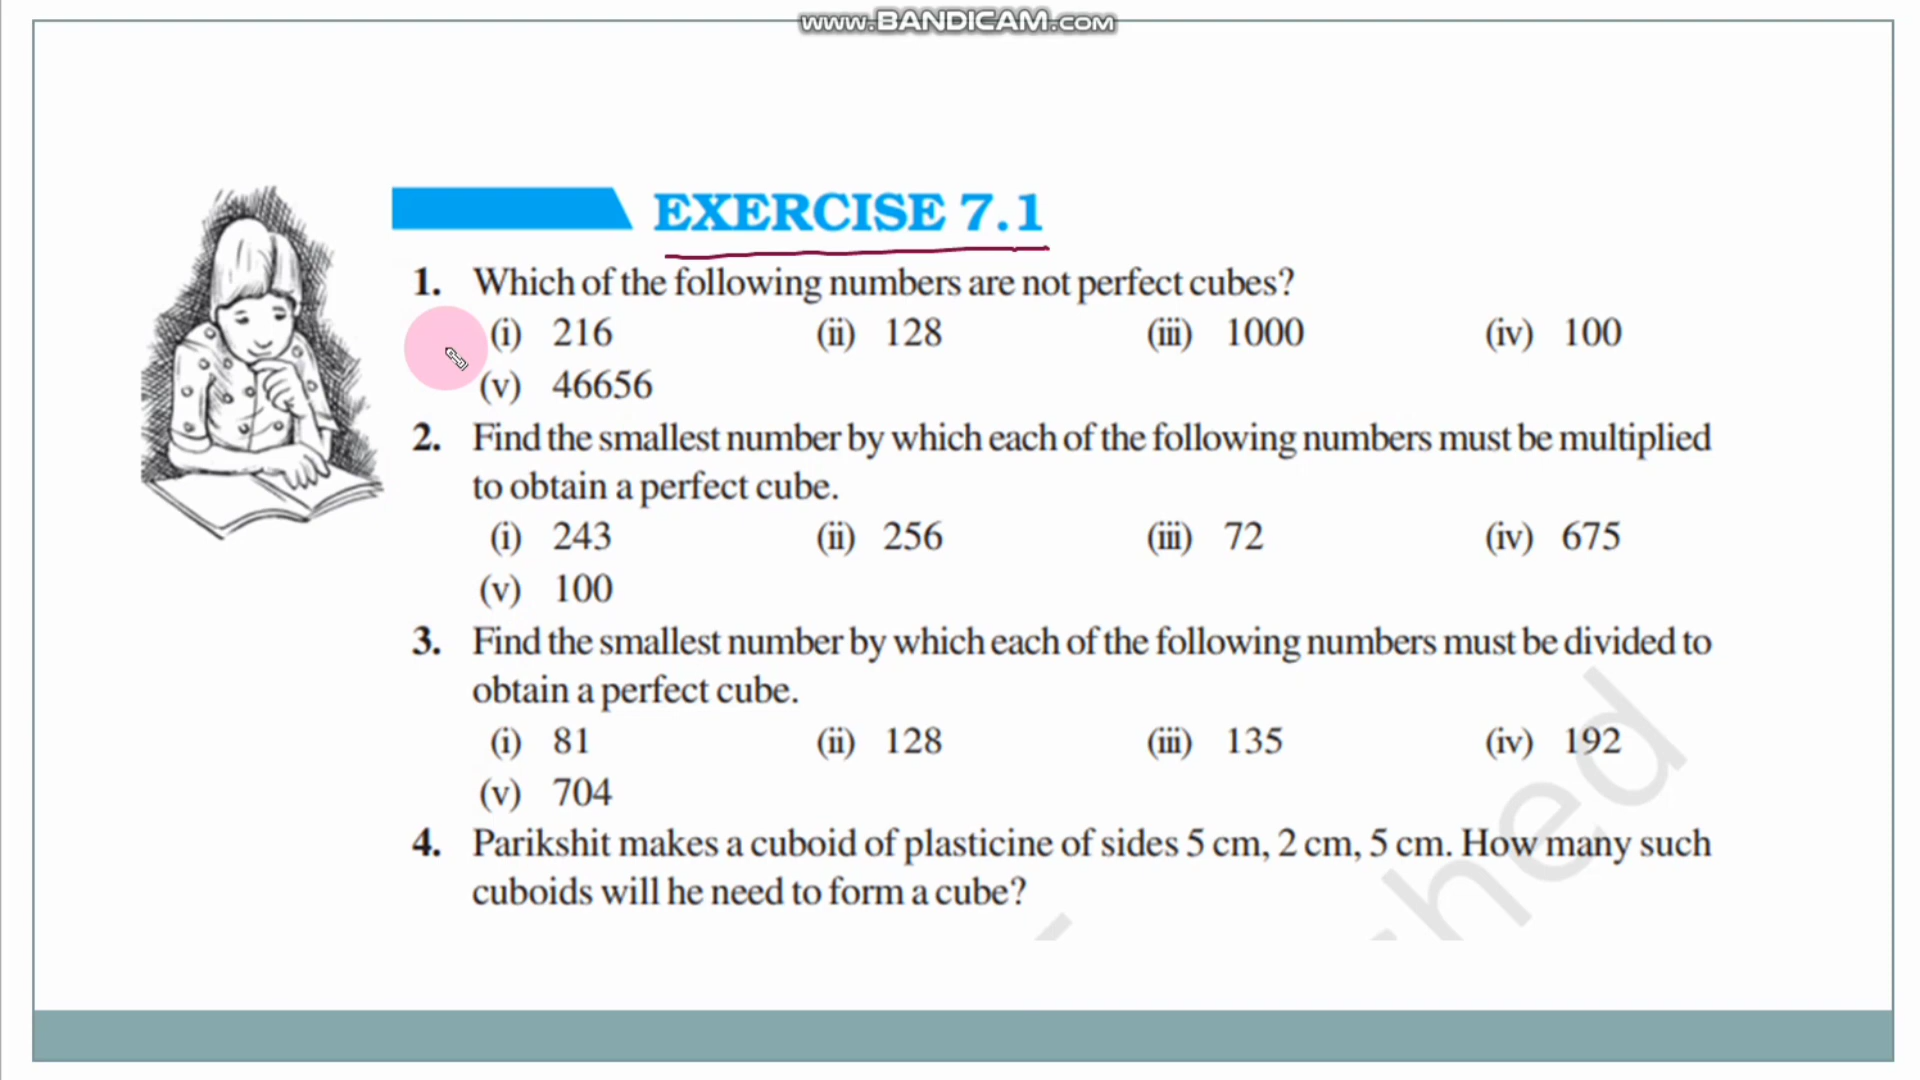 www.BANDICAM.com
EXERCISE 7.1
1. Which of the following numbers are not perfect cubes?
(i) 216 (ii) 128 (iii) 1000 (iv) 100
(v) 46656
2. Find the smallest number by which each of the following numbers must be multiplied
to obtain a perfect cube.
(i) 243 (ii) 256 (iii) 72 (iv) 675
(v) 100
3. Find the smallest number by which each of the following numbers must be divided to
obtain a perfect cube.
(i) 81 (ii) 128 (iii) 135 (iv) 192
(v) 704
4. Parikshit makes a cuboid of plasticine of sides 5 cm, 2 cm, 5 cm. How many such
cuboids will he need to form a cube?